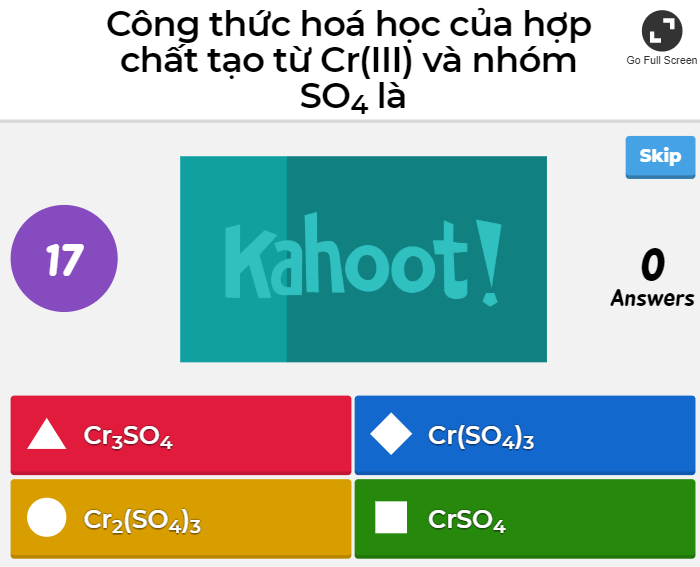 Công thức hoá học của hợp
chất tạo từ Cr(III) và nhóm
SO₄ là
Go Full Screen
Skip
17
Kahoot!
0
Answers
Cr₃SO₄
Cr(SO₄)₃
Cr₂(SO₄)₃
CrSO₄